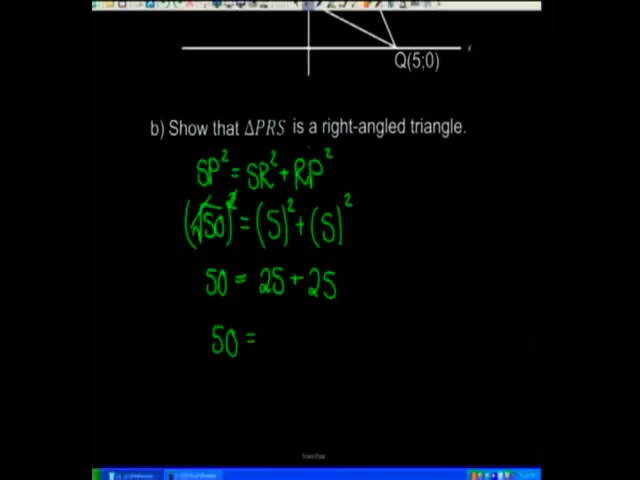 x
Q(5;0)
b) Show that ΔPRS is a right-angled triangle.
SP² = SR² + RP²
(√50)² = (5)² + (5)²
50 = 25 + 25
50 =